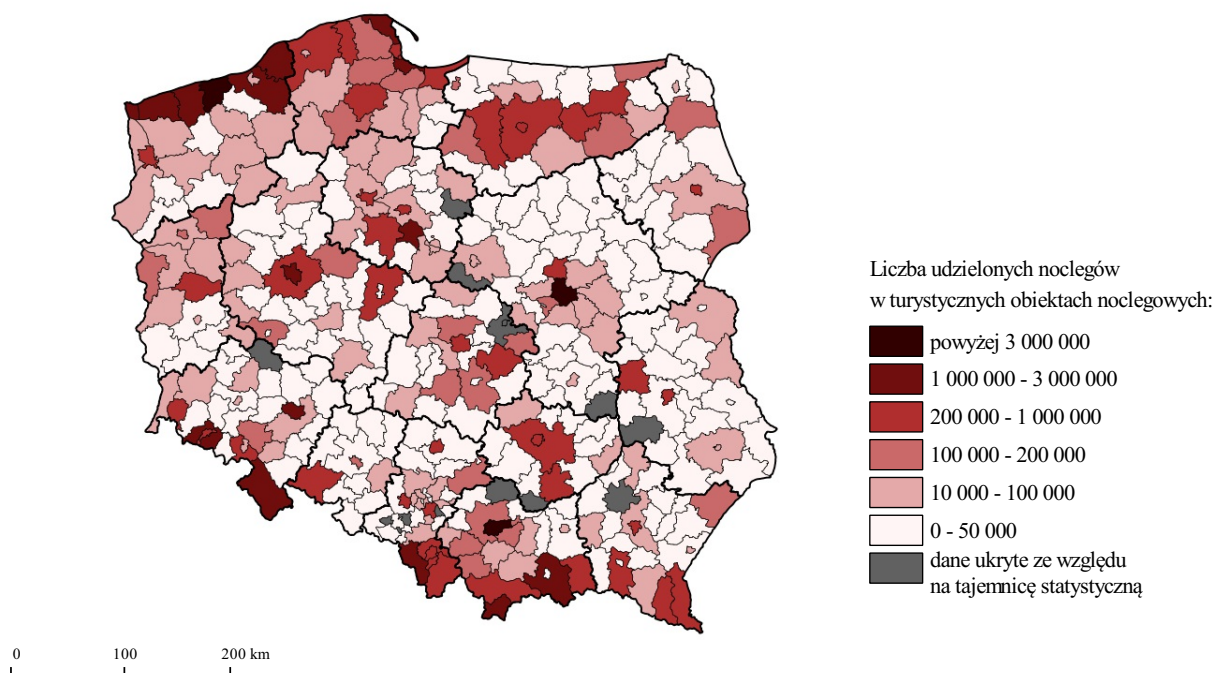 Liczba udzielonych noclegów
w turystycznych obiektach noclegowych:
powyżej 3 000 000
1 000 000 - 3 000 000
200 000 - 1 000 000
100 000 - 200 000
10 000 - 100 000
0 - 50 000
dane ukryte ze względu
na tajemnicę statystyczną
0 100 200 km